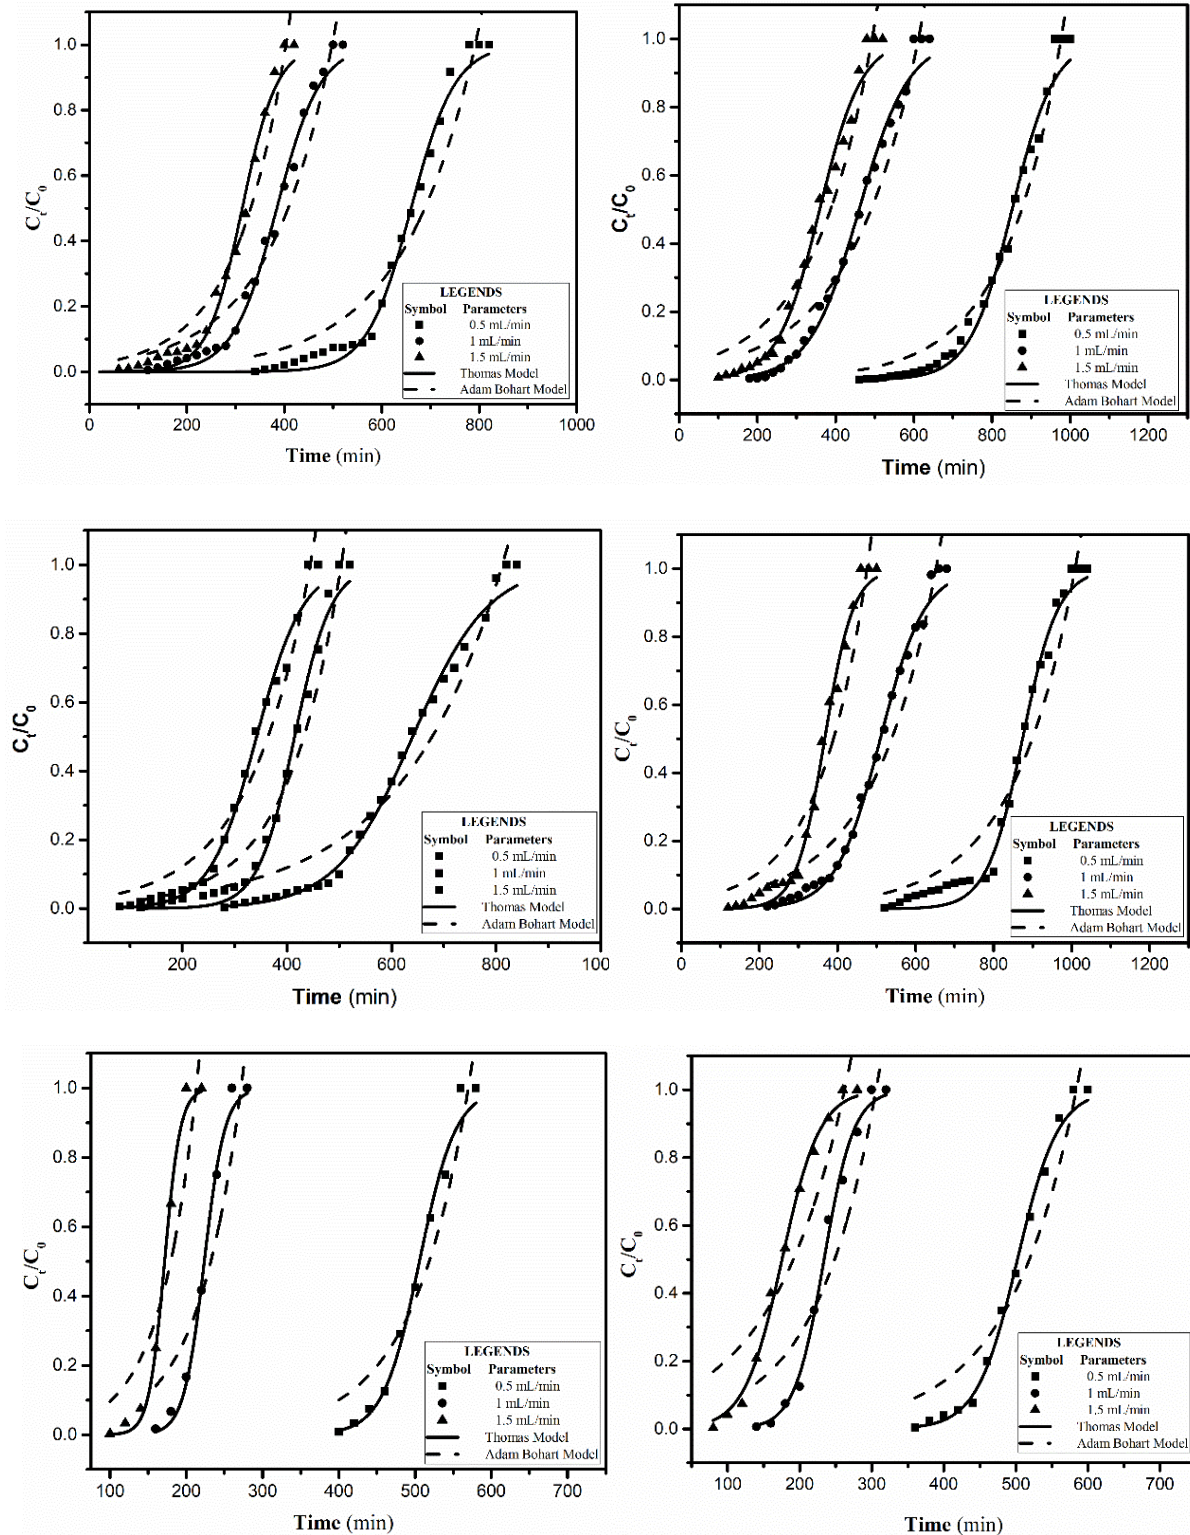 1.0
0.8
0.6
0.4
0.2
0.0
Ct/C0
0 200 400 600 800 1000
Time (min)
LEGENDS
Symbol Parameters
0.5 mL/min
1 mL/min
1.5 mL/min
Thomas Model
Adam Bohart Model
1.0
0.8
0.6
0.4
0.2
0.0
Ct/C0
0 200 400 600 800 1000 1200
Time (min)
LEGENDS
Symbol Parameters
0.5 mL/min
1 mL/min
1.5 mL/min
Thomas Model
Adam Bohart Model
1.0
0.8
0.6
0.4
0.2
0.0
Ct/C0
200 400 600 800 100
Time (min)
LEGENDS
Symbol Parameters
0.5 mL/min
1 mL/min
1.5 mL/min
Thomas Model
Adam Bohart Model
1.0
0.8
0.6
0.4
0.2
0.0
Ct/C0
0 200 400 600 800 1000 1200
Time (min)
LEGENDS
Symbol Parameters
0.5 mL/min
1 mL/min
1.5 mL/min
Thomas Model
Adam Bohart Model
1.0
0.8
0.6
0.4
0.2
0.0
Ct/C0
100 200 300 400 500 600 700
Time (min)
LEGENDS
Symbol Parameters
0.5 mL/min
1 mL/min
1.5 mL/min
Thomas Model
Adam Bohart Model
1.0
0.8
0.6
0.4
0.2
0.0
Ct/C0
100 200 300 400 500 600 700
Time (min)
LEGENDS
Symbol Parameters
0.5 mL/min
1 mL/min
1.5 mL/min
Thomas Model
Adam Bohart Model